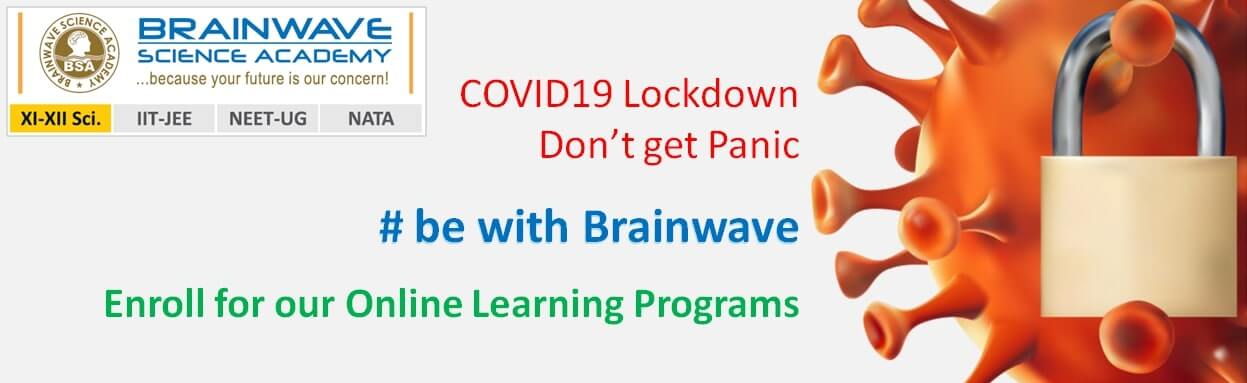 BRAINWAVE SCIENCE ACADEMY
BSA
BRAINWAVE
SCIENCE ACADEMY
...because your future is our concern!
XI-XII Sci. IIT-JEE NEET-UG NATA
COVID19 Lockdown
Don't get Panic
# be with Brainwave
Enroll for our Online Learning Programs